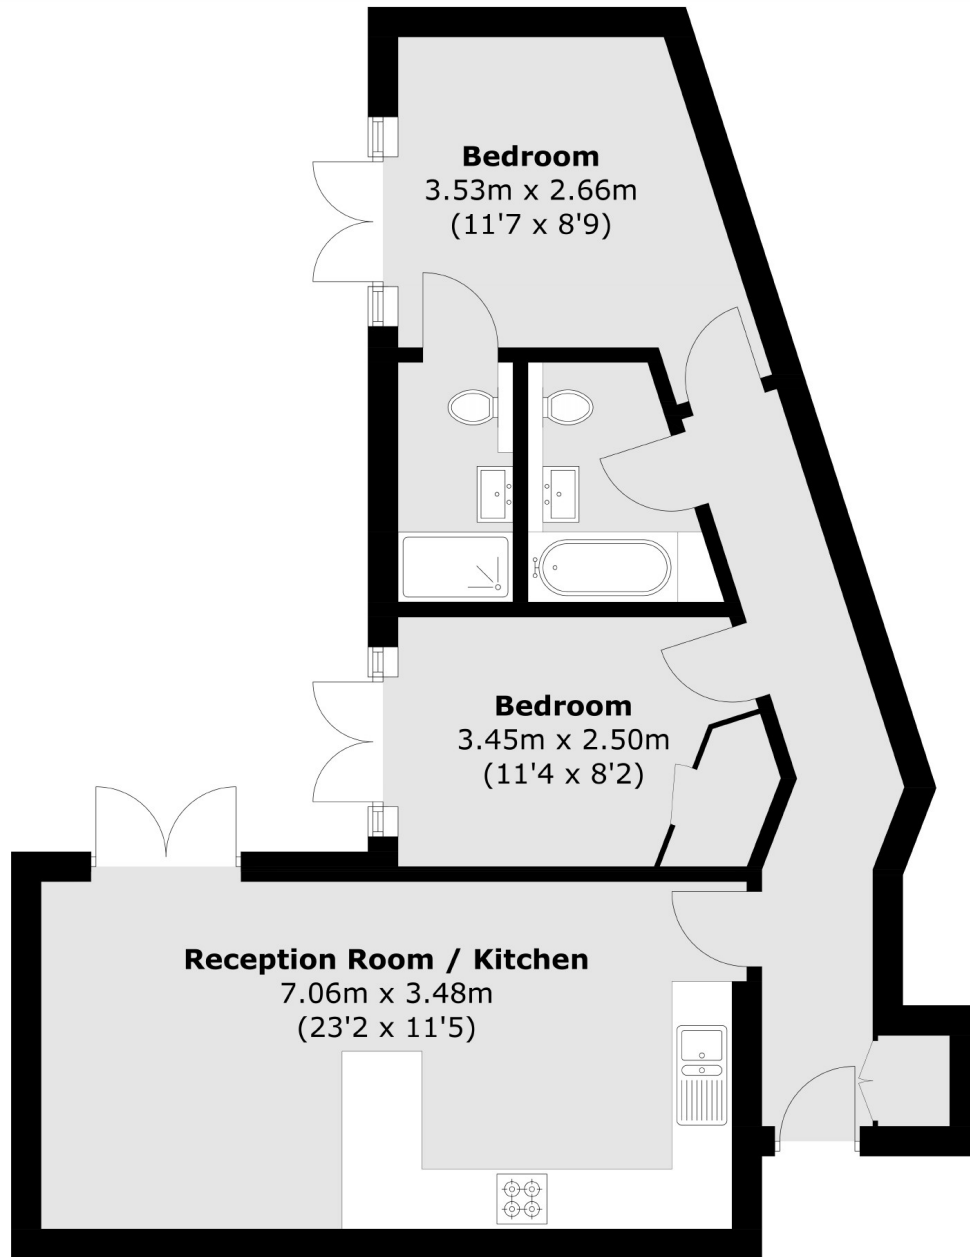 Bedroom
3.53m x 2.66m
(11'7 x 8'9)
Bedroom
3.45m x 2.50m
(11'4 x 8'2)
Reception Room / Kitchen
7.06m x 3.48m
(23'2 x 11'5)